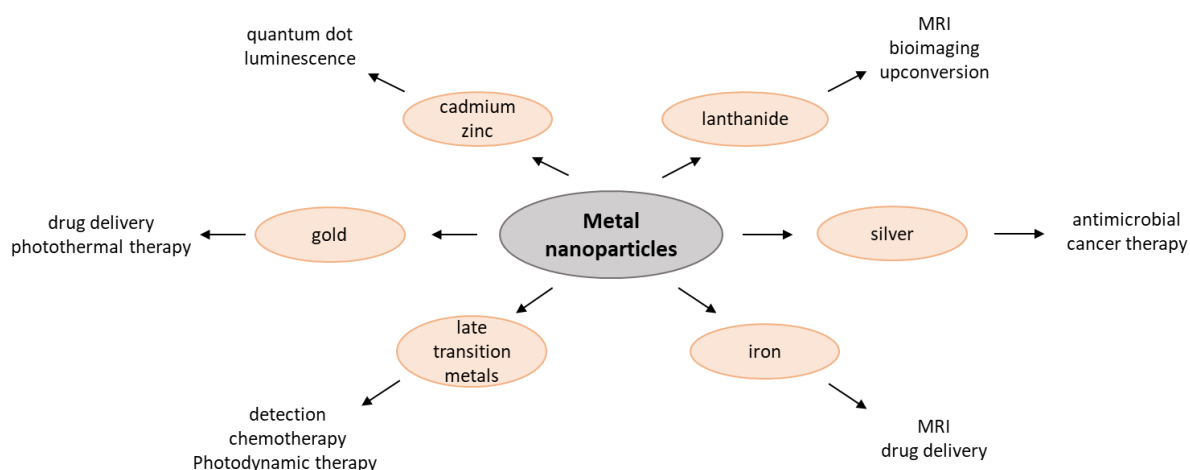 quantum dot
luminescence
MRI
bioimaging
upconversion
cadmium
zinc
lanthanide
drug delivery
photothermal therapy
gold
Metal
nanoparticles
silver
antimicrobial
cancer therapy
late
transition
metals
iron
detection
chemotherapy
Photodynamic therapy
MRI
drug delivery